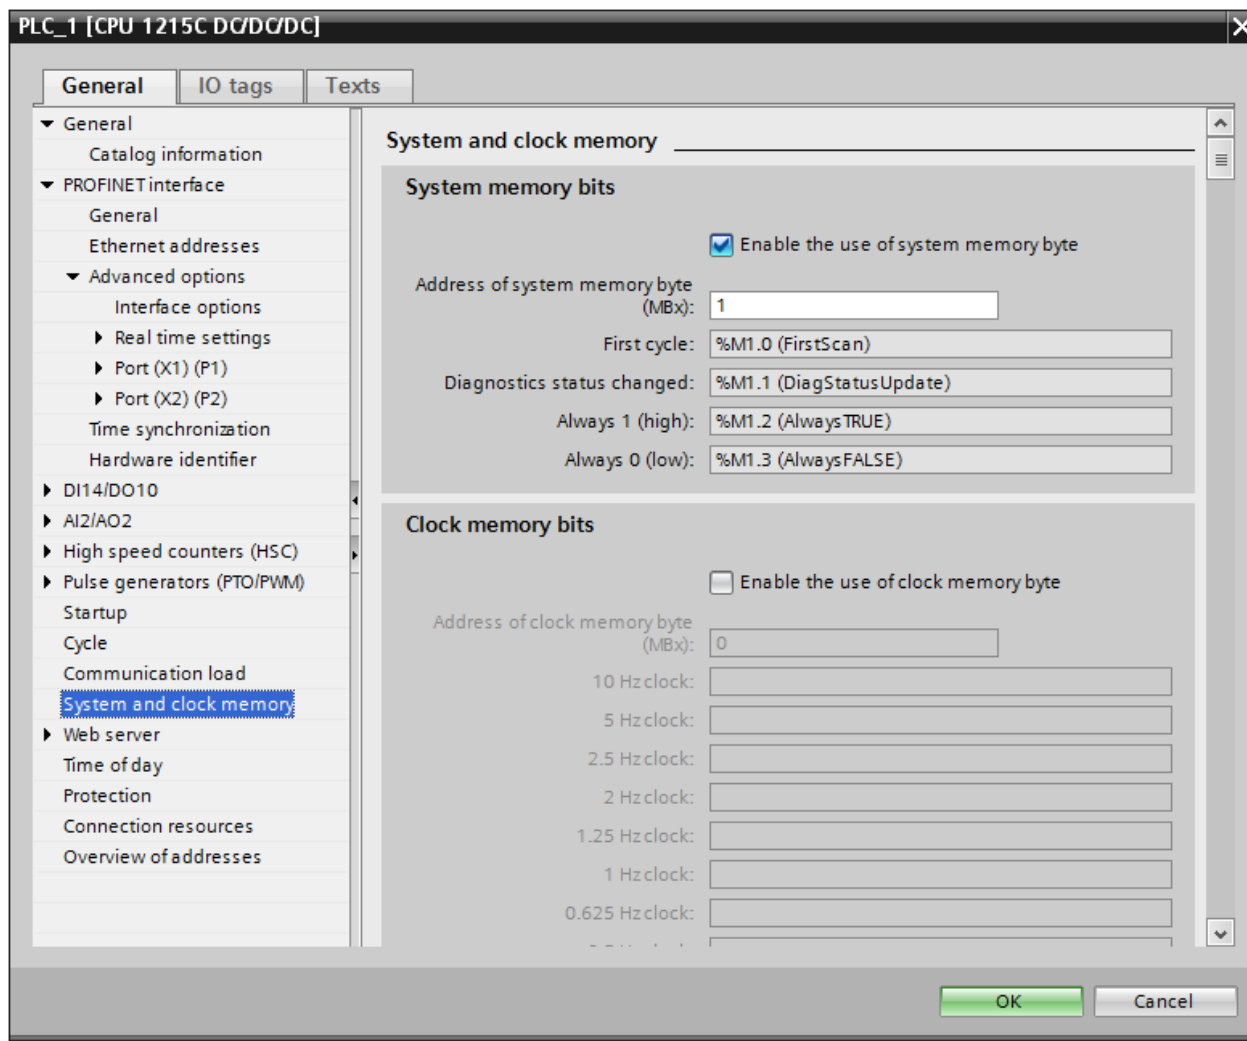 PLC_1 [CPU 1215C DC/DC/DC]
General
IO tags
Texts
General
Catalog information
PROFINET interface
General
Ethernet addresses
Advanced options
Interface options
Real time settings
Port (X1) (P1)
Port (X2) (P2)
Time synchronization
Hardware identifier
DI14/DO10
AI2/AO2
High speed counters (HSC)
Pulse generators (PTO/PWM)
Startup
Cycle
Communication load
System and clock memory
Web server
Time of day
Protection
Connection resources
Overview of addresses
System and clock memory
System memory bits
Enable the use of system memory byte
Address of system memory byte
(MBx): 1
First cycle: %M1.0 (FirstScan)
Diagnostics status changed: %M1.1 (DiagStatusUpdate)
Always 1 (high): %M1.2 (AlwaysTRUE)
Always 0 (low): %M1.3 (AlwaysFALSE)
Clock memory bits
Enable the use of clock memory byte
Address of clock memory byte
(MBx): 0
10 Hz clock:
5 Hz clock:
2.5 Hz clock:
2 Hz clock:
1.25 Hz clock:
1 Hz clock:
0.625 Hz clock:
OK
Cancel